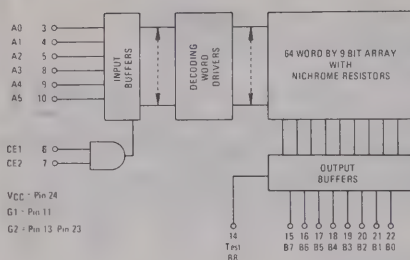 A0 3
A1 4
A2 5
A3 8
A4 9
A5 10
INPUT BUFFERS
DECODING WORD DRIVERS
64 WORD BY 9 BIT ARRAY
WITH
NICHROME RESISTORS
CE1 6
CE2 7
OUTPUT
BUFFERS
VCC - Pin 24
G1 - Pin 11
G2 - Pin 13 Pin 23
14 15 16 17 18 19 20 21 22
Test B7 B6 B5 B4 B3 B2 B1 B0
B8